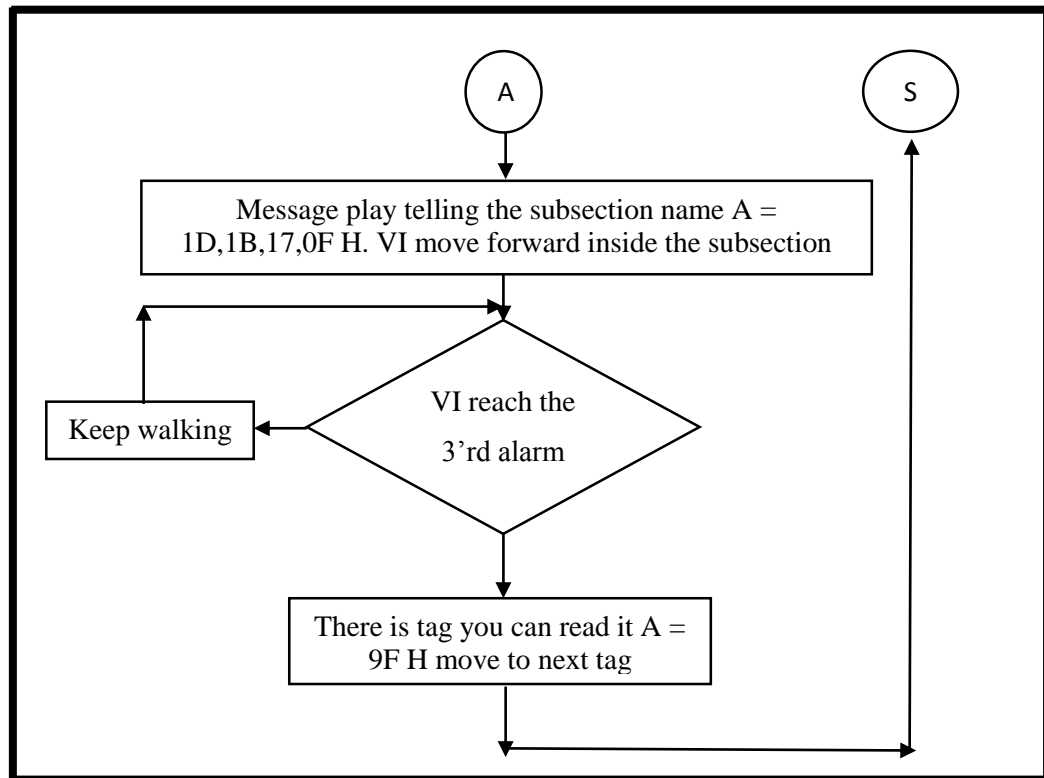 A
S
Message play telling the subsection name A =
1D,1B,17,0F H. VI move forward inside the subsection
VI reach the
3’rd alarm
Keep walking
There is tag you can read it A =
9F H move to next tag